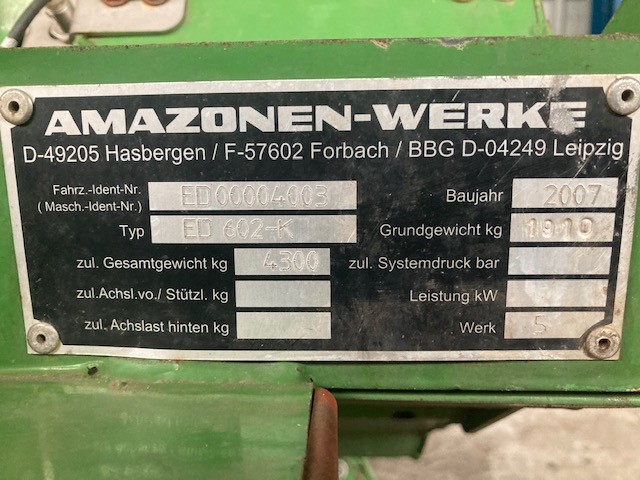 AMAZONEN-WERKE
D-49205 Hasbergen / F-57602 Forbach / BBG D-04249 Leipzig
Fahrz.-Ident-Nr. ED00004003 Baujahr 2007
( Masch.-Ident-Nr.)
Typ ED 602-K Grundgewicht kg 1910
zul. Gesamtgewicht kg 4300 zul. Systemdruck bar
zul.Achsl.vo./ Stützl. kg Leistung kW
zul. Achslast hinten kg Werk 5